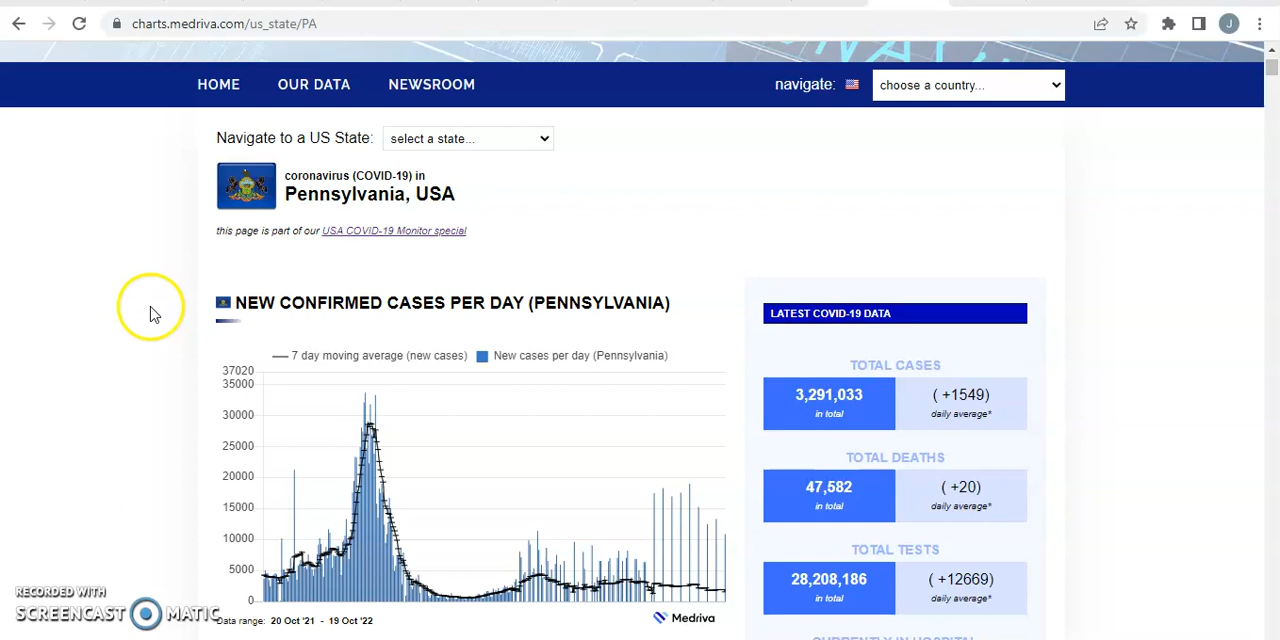 charts.medriva.com/us_state/PA
J
HOME OUR DATA NEWSROOM navigate: choose a country...
Navigate to a US State: select a state...
coronavirus (COVID-19) in
Pennsylvania, USA
this page is part of our USA COVID-19 Monitor special
NEW CONFIRMED CASES PER DAY (PENNSYLVANIA)
7 day moving average (new cases) New cases per day (Pennsylvania)
37020
35000
30000
25000
20000
15000
10000
5000
0
Medriva
Data range: 20 Oct '21 - 19 Oct '22
LATEST COVID-19 DATA
TOTAL CASES
3,291,033 ( +1549)
in total daily average*
TOTAL DEATHS
47,582 ( +20)
in total daily average*
TOTAL TESTS
28,208,186 ( +12669)
in total daily average*
CURRENTLY IN HOSPITAL
RECORDED WITH
SCREENCAST MATIC